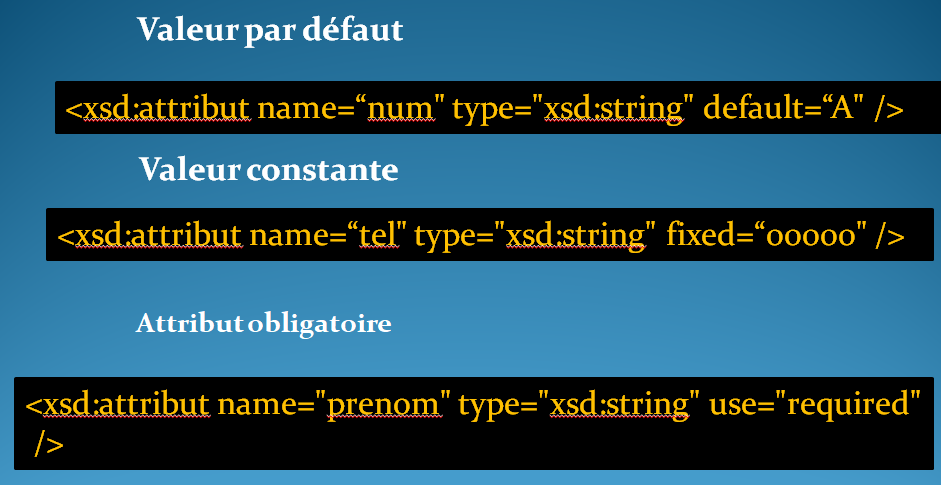 Valeur par défaut
<xsd:attribut name=“num" type="xsd:string" default=“A" />
Valeur constante
<xsd:attribut name=“tel" type="xsd:string" fixed=“00000" />
Attribut obligatoire
<xsd:attribut name="prenom" type="xsd:string" use="required"
/>